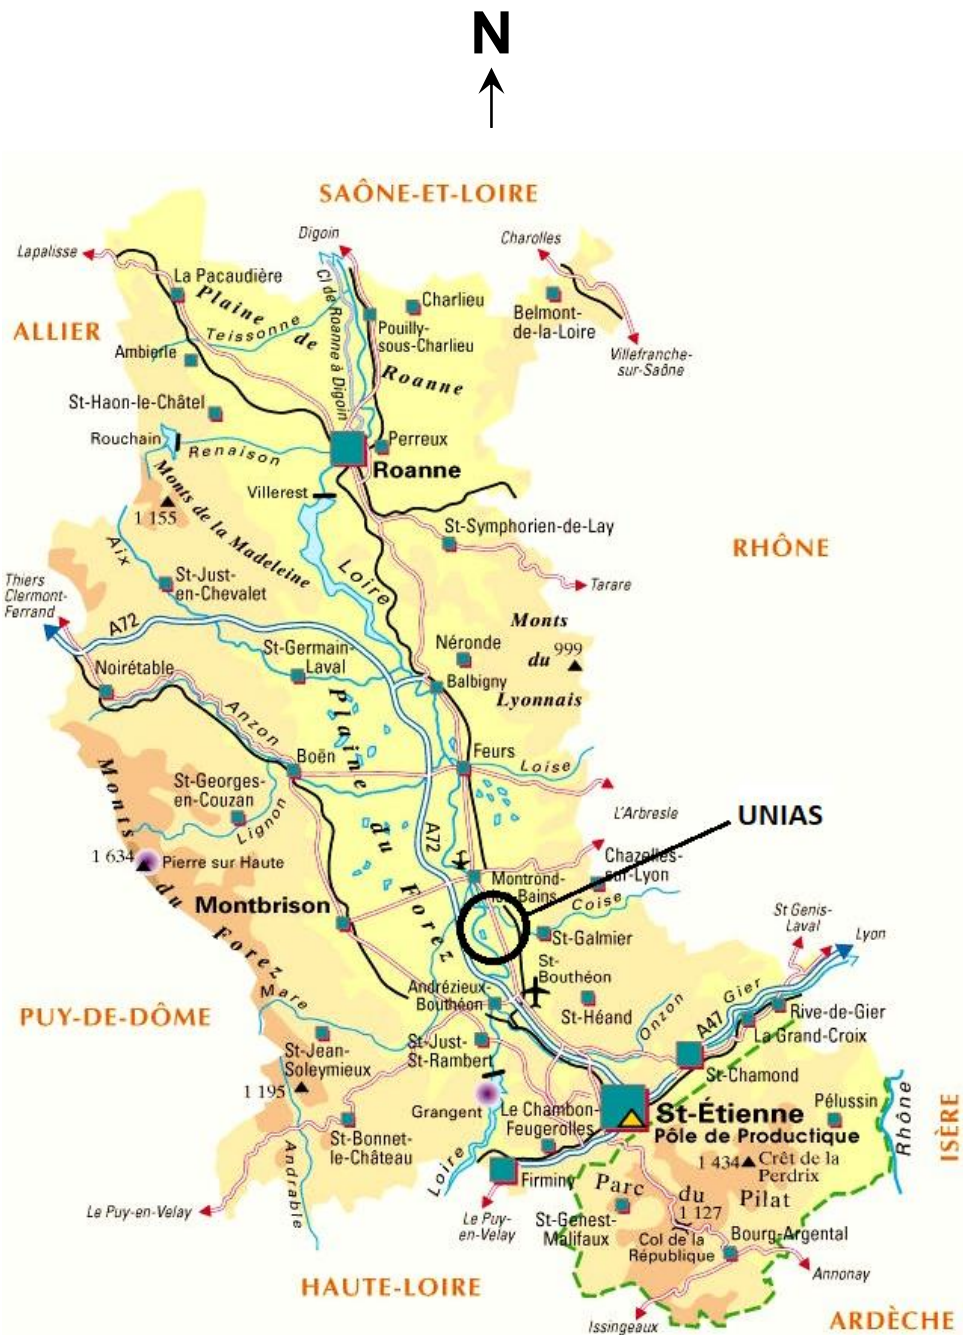 N
SAÔNE-ET-LOIRE
Lapalisse
Digoin
Charolles
La Pacaudière
Plaine de Roanne
Cl de Roanne à Digoin
Charlieu
Belmont-
de-la-Loire
ALLIER
Teissonne
Pouilly-
sous-Charlieu
Ambierle
Villefranche-
sur-Saône
St-Haon-le-Châtel
Rouchain
Renaison
Perreux
Roanne
Villerest
Monts de la Madeleine
1 155
St-Symphorien-de-Lay
RHÔNE
Aix
Loire
Thiers
Clermont-
Ferrand
St-Just-
en-Chevalet
Tarare
A72
Monts
du
Lyonnais
999
St-Germain-
Laval
Néronde
Noirétable
Balbigny
Anzon
Plaine du Forez
Boën
Feurs
Loise
St-Georges-
en-Couzan
Lignon
A72
L'Arbresle
UNIAS
Monts du Forez
1 634
Pierre sur Haute
Chazelles-
sur-Lyon
Montrond-
les-Bains
Coise
Montbrison
St Genis-
Laval
Lyon
St-Galmier
St-
Bouthéon
Andrézieux-
Bouthéon
Mare
PUY-DE-DÔME
St-Héand
Onzon
Gier
A47
Rive-de-Gier
La Grand-Croix
St-Jean-
Soleymieux
St-Just-
St-Rambert
St-Chamond
1 195
Grangent
Le Chambon-
Feugerolles
St-Étienne
Pôle de Productique
Pélussin
Rhône
ISÈRE
St-Bonnet-
le-Château
Andrable
Loire
Firminy
1 434
Crêt de la
Perdrix
Parc
du
Pilat
1 127
Le Puy-en-Velay
Le Puy-
en-Velay
St-Genest-
Malifaux
Col de la
République
Bourg-Argental
Annonay
HAUTE-LOIRE
Issingeaux
ARDÈCHE